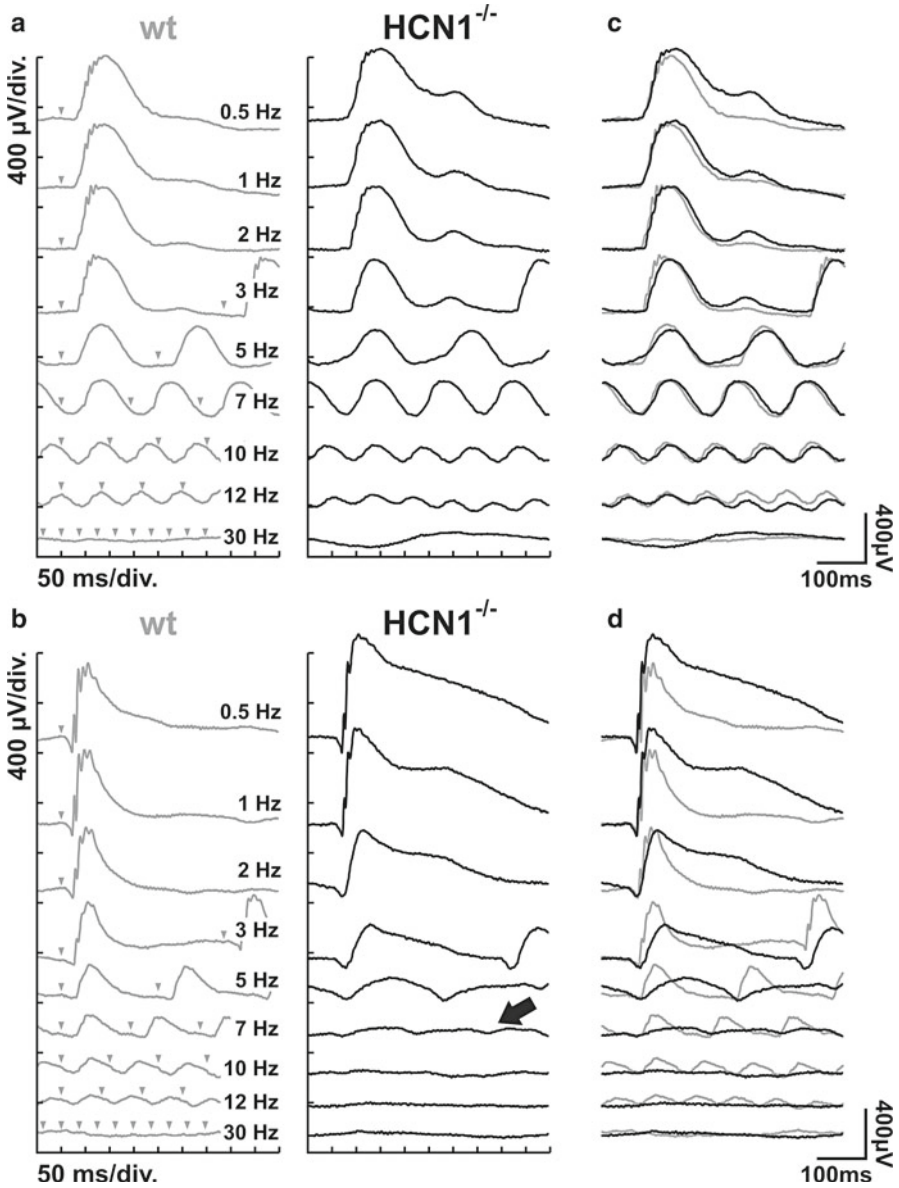 a wt HCN1-/- c
400 µV/div.
0.5 Hz
1 Hz
2 Hz
3 Hz
5 Hz
7 Hz
10 Hz
12 Hz
30 Hz
50 ms/div.
400µV
100ms
b wt HCN1-/- d
400 µV/div.
0.5 Hz
1 Hz
2 Hz
3 Hz
5 Hz
7 Hz
10 Hz
12 Hz
30 Hz
50 ms/div.
400µV
100ms